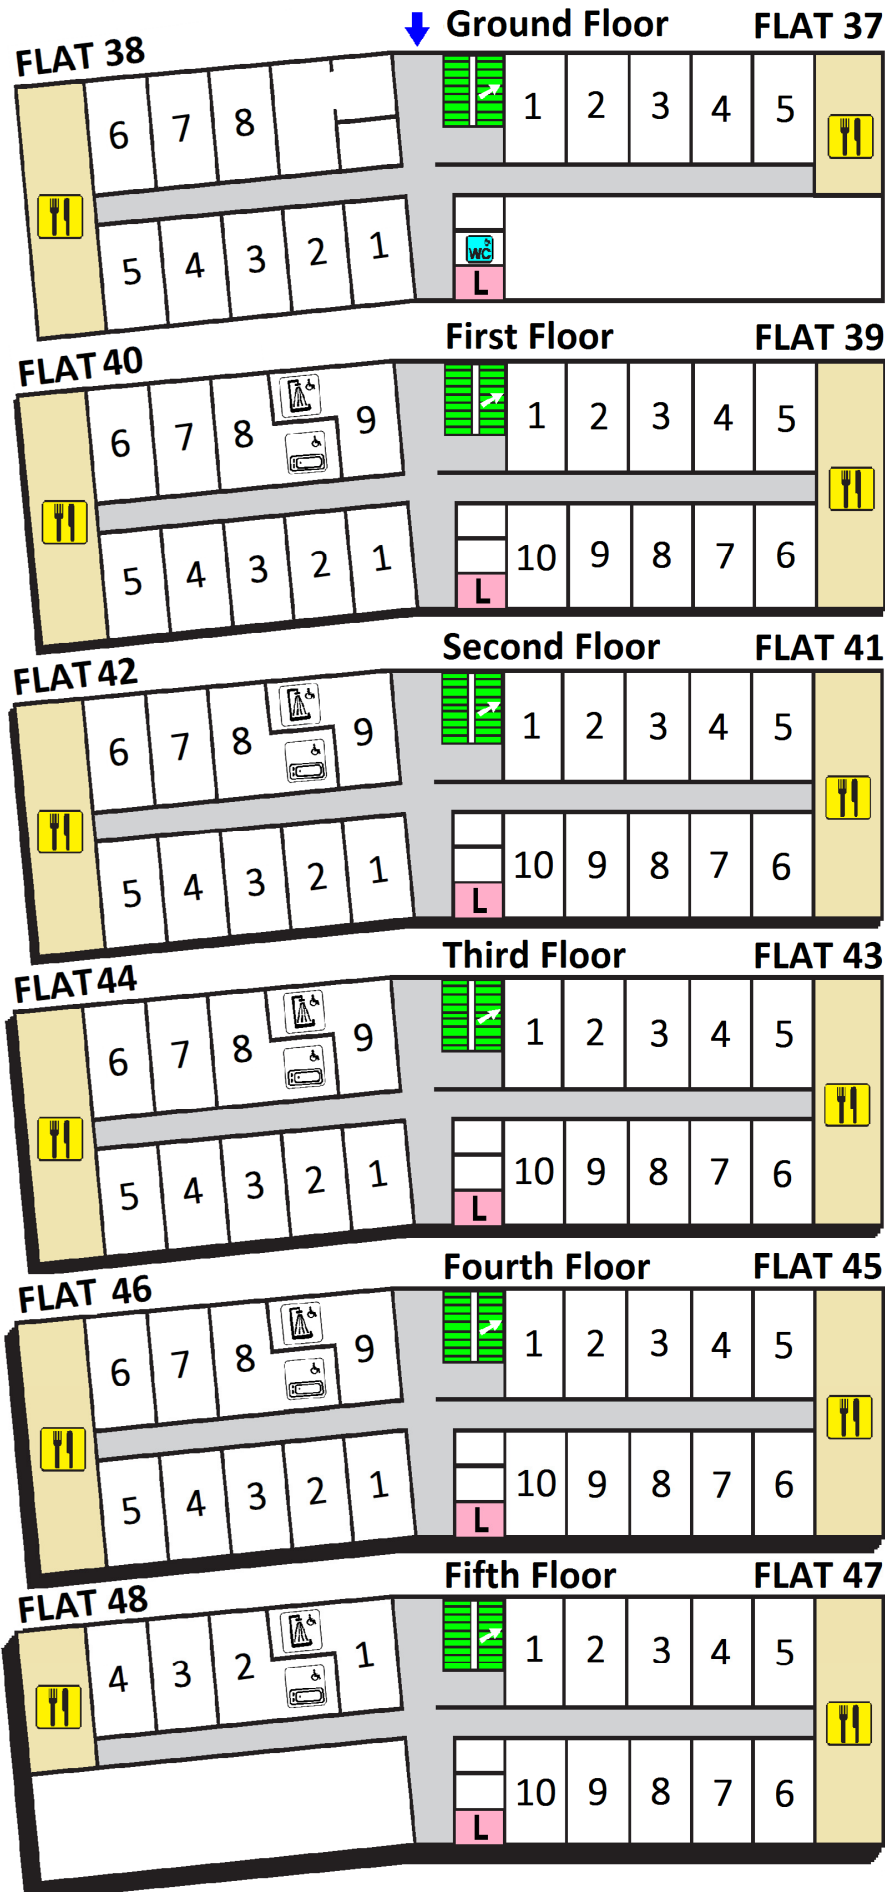 Ground Floor
FLAT 38
FLAT 37
6 7 8
1 2 3 4 5
5 4 3 2 1
WC
L
First Floor
FLAT 40
FLAT 39
6 7 8 9
1 2 3 4 5
5 4 3 2 1
10 9 8 7 6
L
Second Floor
FLAT 42
FLAT 41
6 7 8 9
1 2 3 4 5
5 4 3 2 1
10 9 8 7 6
L
Third Floor
FLAT 44
FLAT 43
6 7 8 9
1 2 3 4 5
5 4 3 2 1
10 9 8 7 6
L
Fourth Floor
FLAT 46
FLAT 45
6 7 8 9
1 2 3 4 5
5 4 3 2 1
10 9 8 7 6
L
Fifth Floor
FLAT 48
FLAT 47
4 3 2 1
1 2 3 4 5
10 9 8 7 6
L